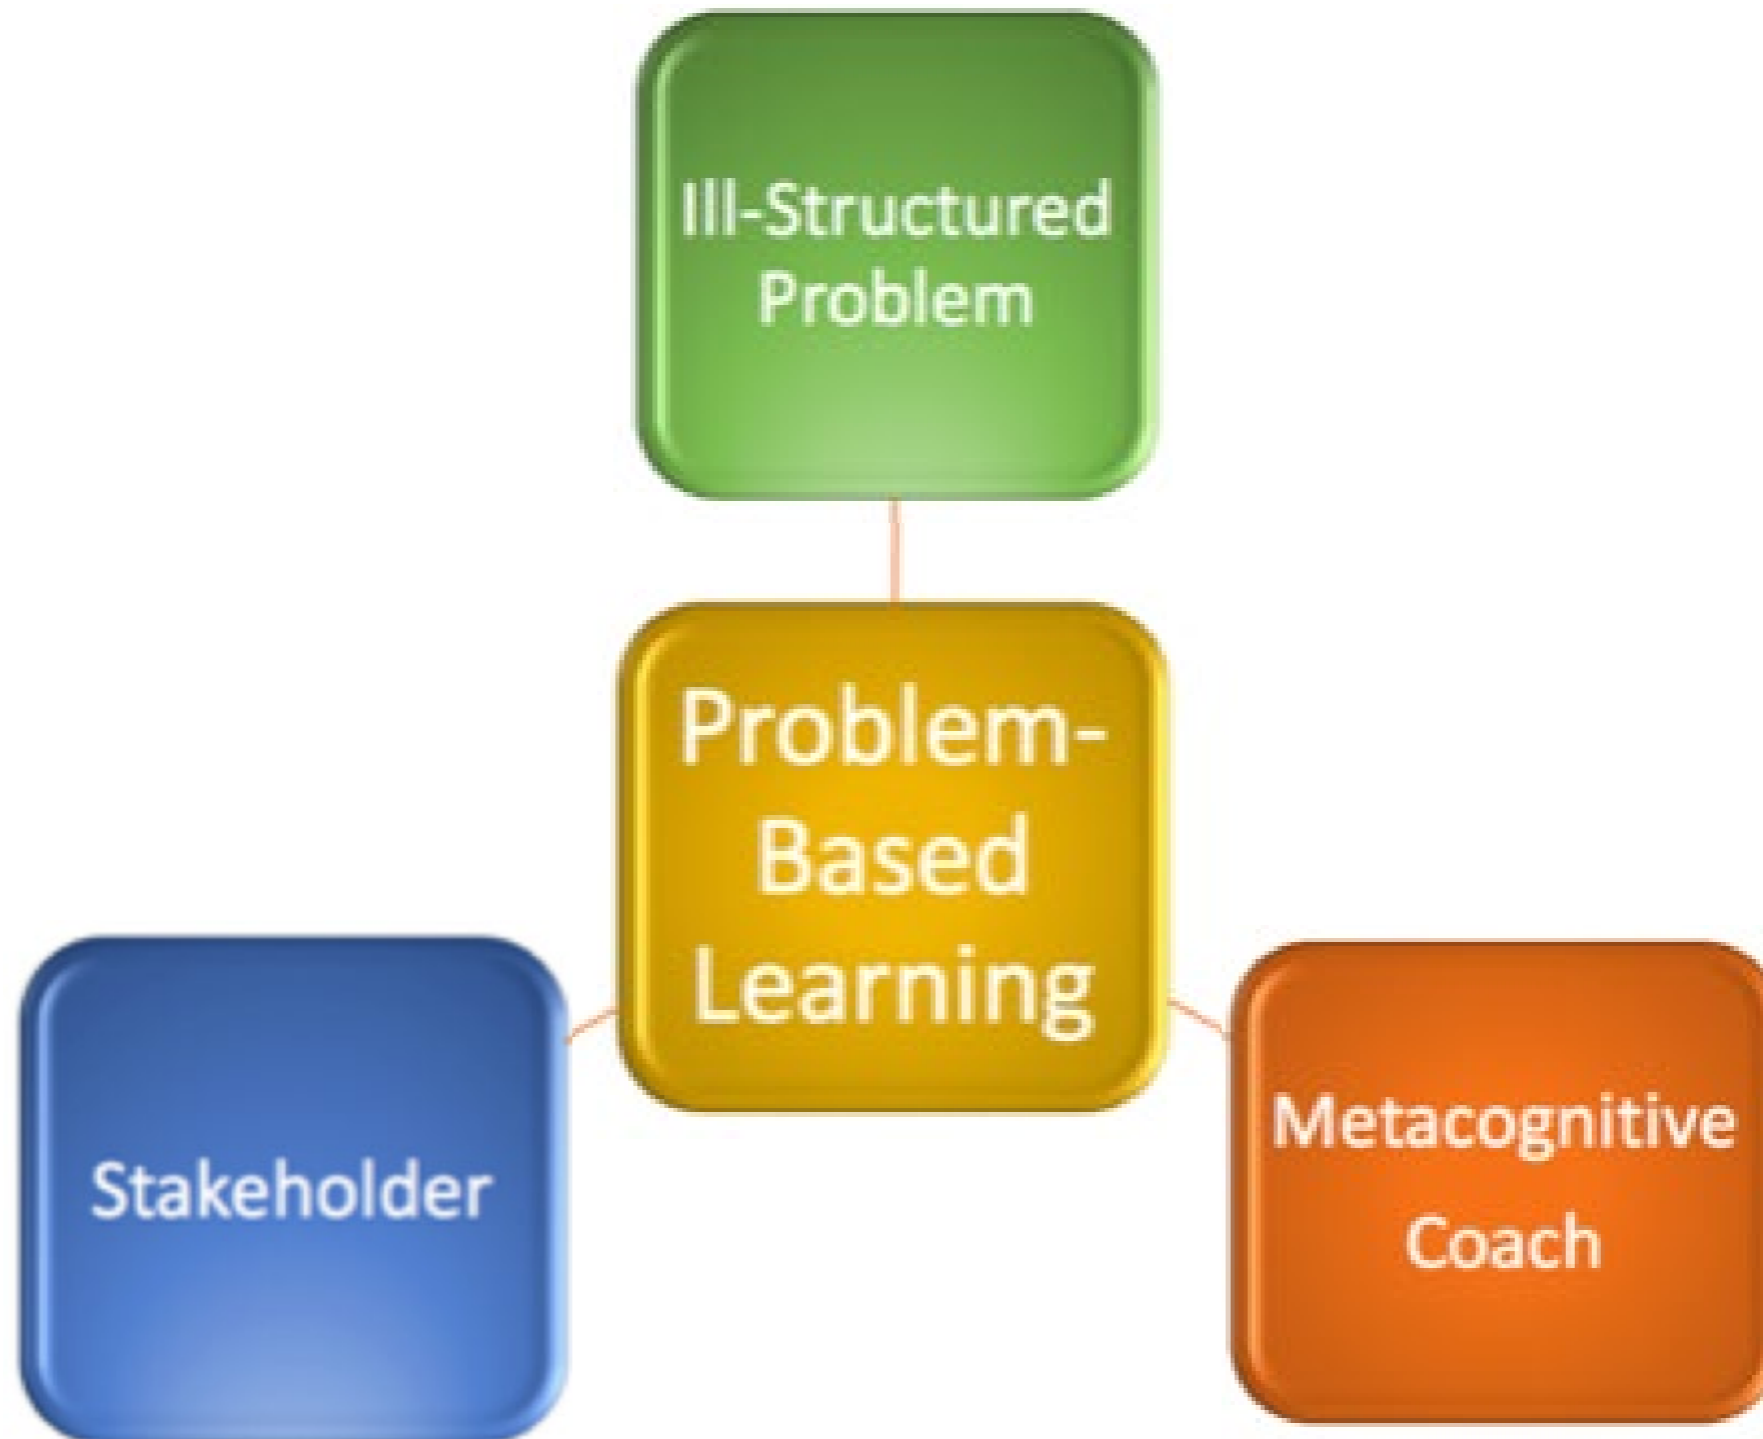 Ill-Structured
Problem
Problem-
Based
Learning
Stakeholder
Metacognitive
Coach